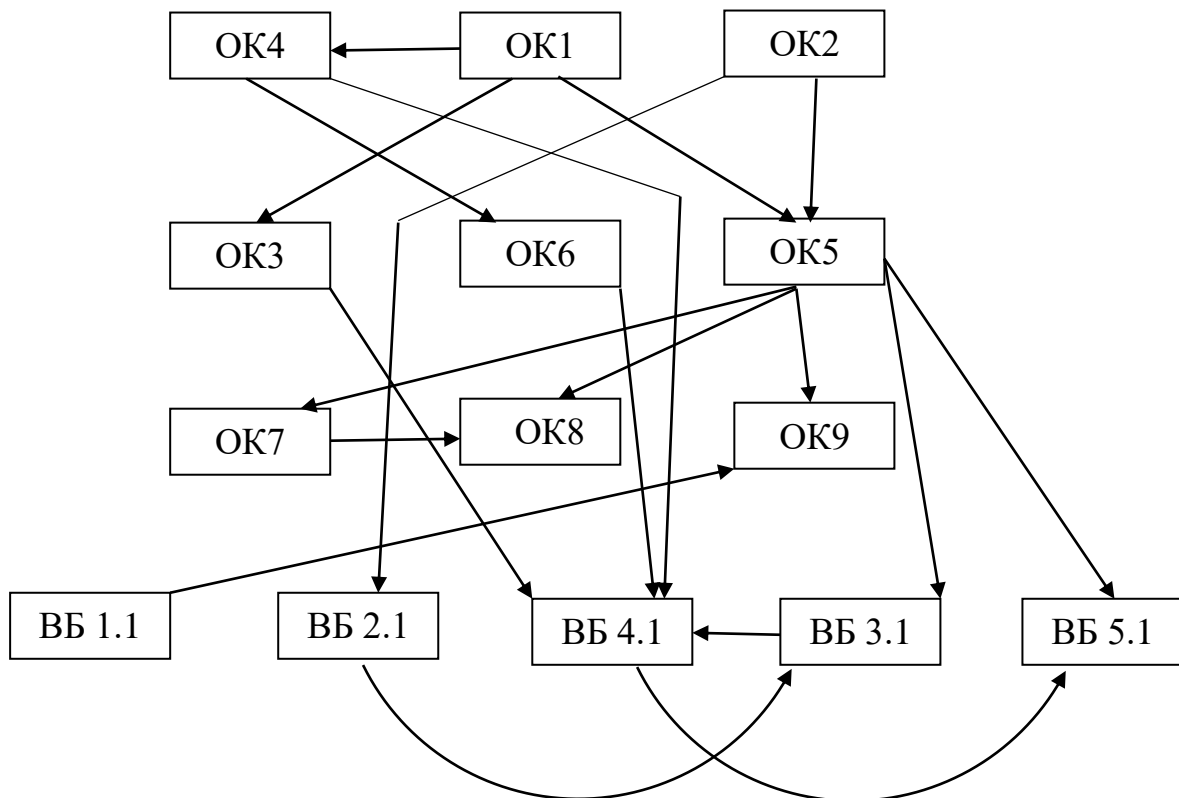 ОК4
ОК1
ОК2
ОК3
ОК6
ОК5
ОК7
ОК8
ОК9
ВБ 1.1
ВБ 2.1
ВБ 4.1
ВБ 3.1
ВБ 5.1